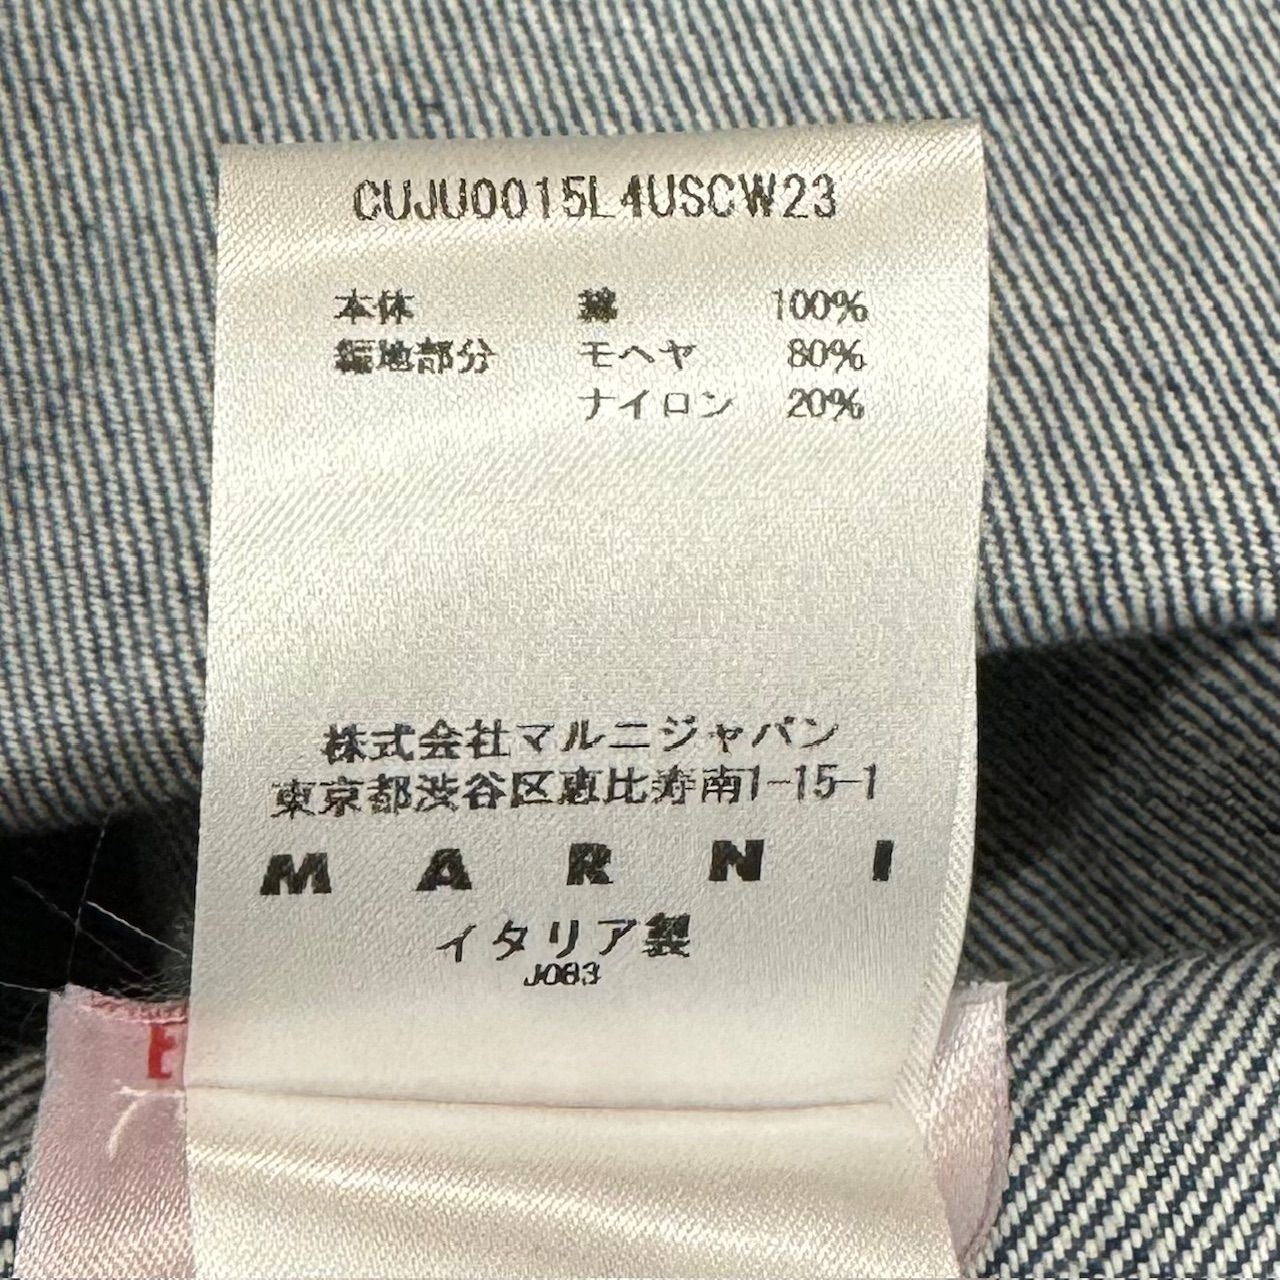 CUJU0015L4USCW23
本体 綿 100%
編地部分 モヘヤ 80%
ナイロン 20%
株式会社マルニジャパン
東京都渋谷区恵比寿南1-15-1
MARNI
イタリア製
J083